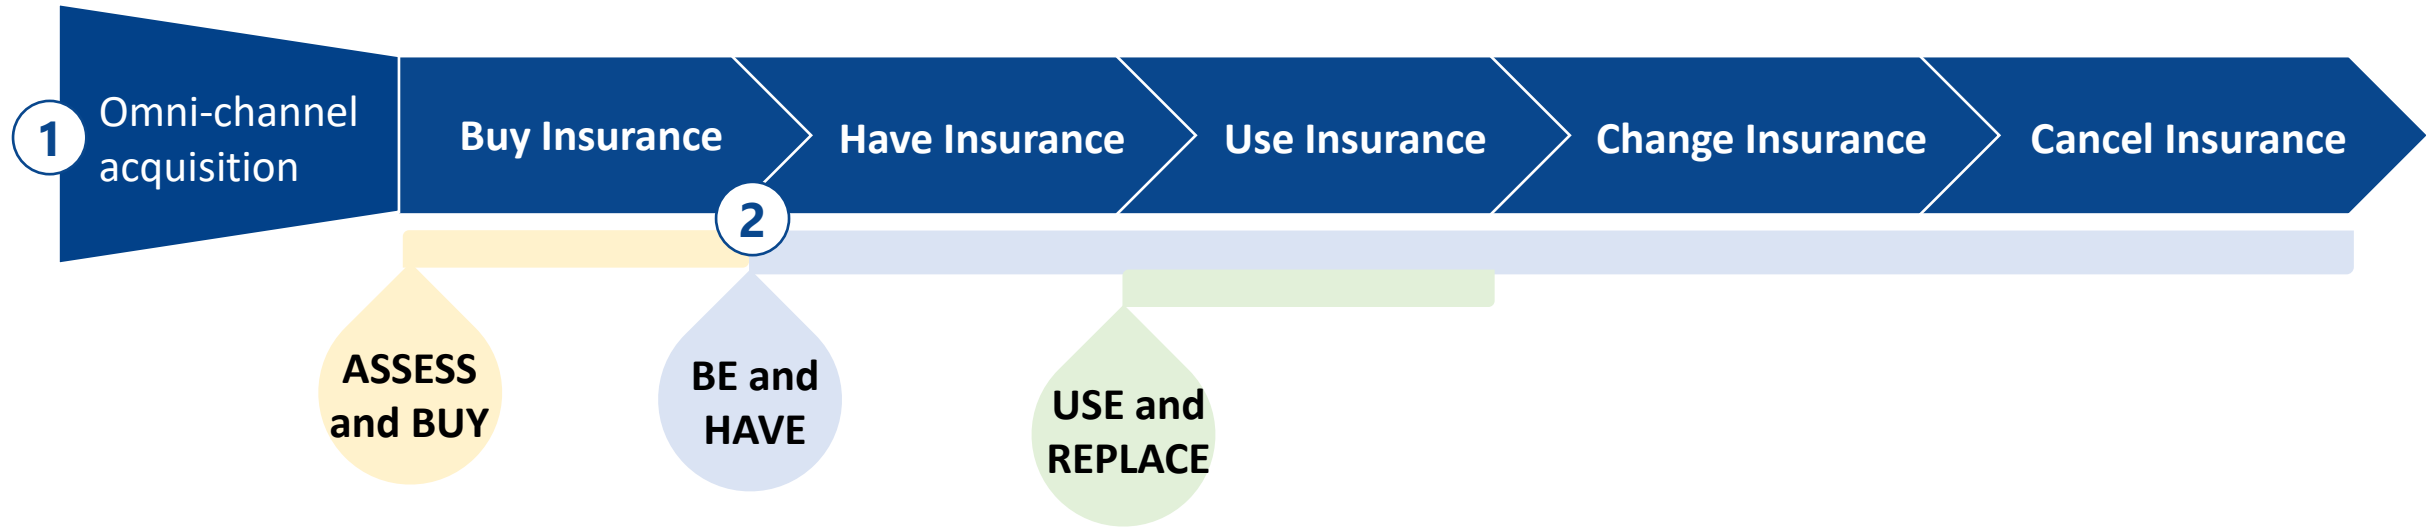 1
Omni-channel
acquisition
Buy Insurance
Have Insurance
Use Insurance
Change Insurance
Cancel Insurance
2
ASSESS
and BUY
BE and
HAVE
USE and
REPLACE